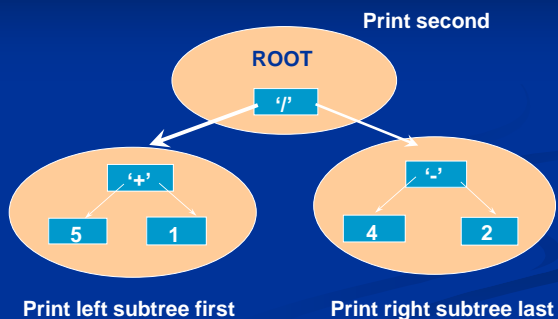 Print second
ROOT
‘/’
‘+’
‘-’
5
1
4
2
Print left subtree first
Print right subtree last